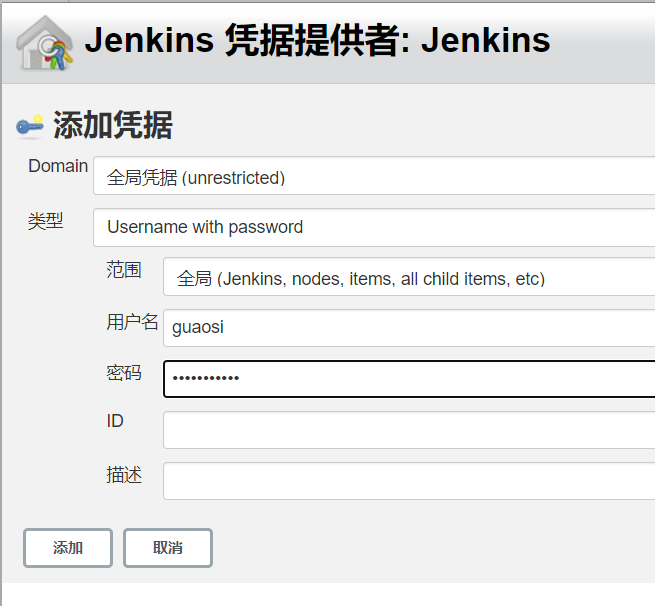 Jenkins 凭据提供者: Jenkins
添加凭据
Domain 全局凭据 (unrestricted)
类型 Username with password
范围 全局 (Jenkins, nodes, items, all child items, etc)
用户名 guaosi
密码 •••••••••••
ID
描述
添加 取消